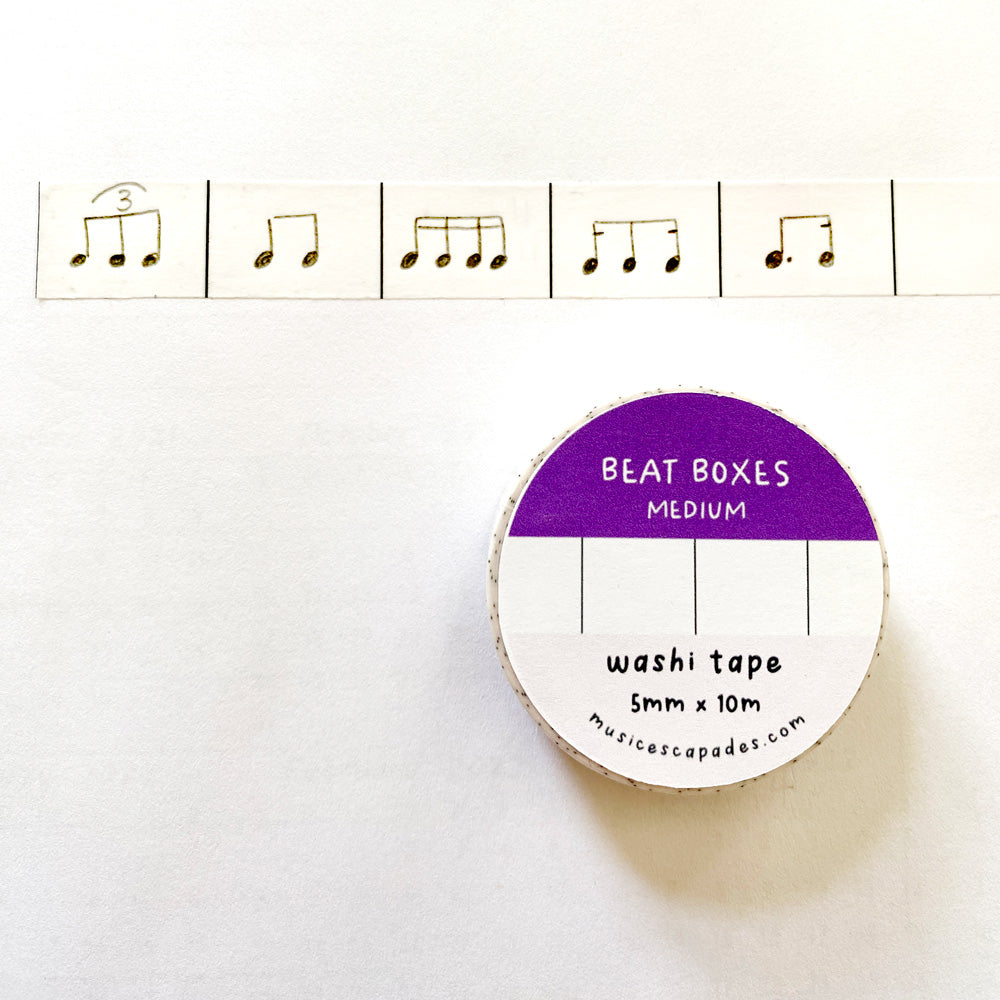 3
BEAT BOXES
MEDIUM
washi tape
5mm x 10m
musicescapades.com